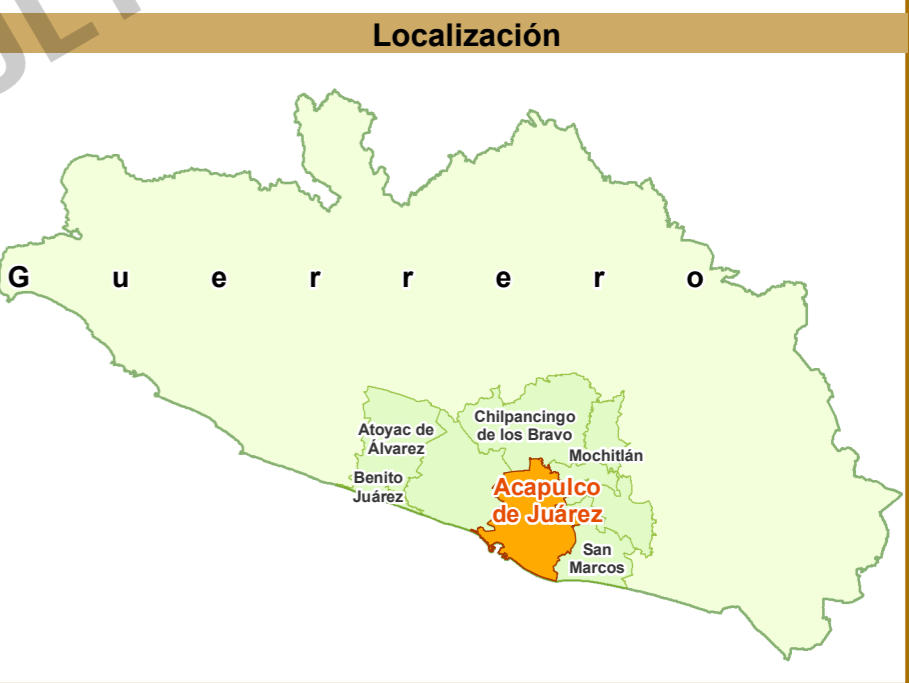 Localización
G u e r r e r o
Chilpancingo
de los Bravo
Atoyac de
Álvarez
Mochitlán
Benito
Juárez
Acapulco
de Juárez
San
Marcos